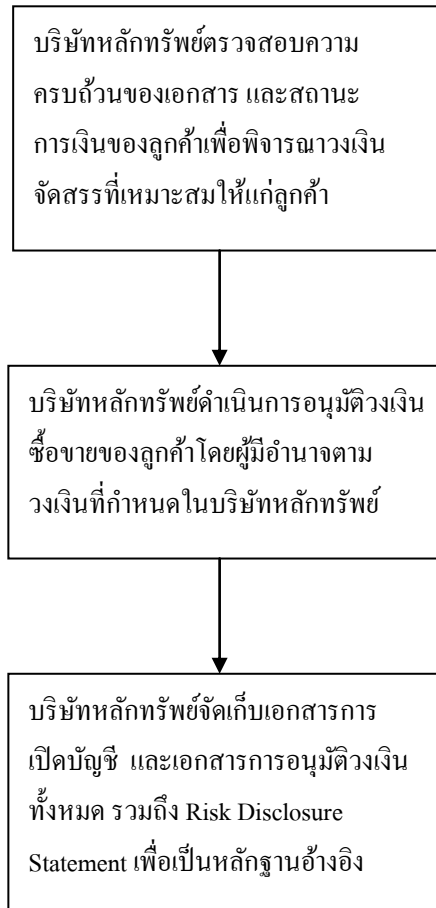 บริษัทหลักทรัพย์ตรวจสอบความ
ครบถ้วนของเอกสาร และสถานะ
การเงินของลูกค้าเพื่อพิจารณาวงเงิน
จัดสรรที่เหมาะสมให้แก่ลูกค้า
บริษัทหลักทรัพย์ดำเนินการอนุมัติวงเงิน
ซื้อขายของลูกค้าโดยผู้มีอำนาจตาม
วงเงินที่กำหนดในบริษัทหลักทรัพย์
บริษัทหลักทรัพย์จัดเก็บเอกสารการ
เปิดบัญชี และเอกสารการอนุมัติวงเงิน
ทั้งหมด รวมถึง Risk Disclosure
Statement เพื่อเป็นหลักฐานอ้างอิง